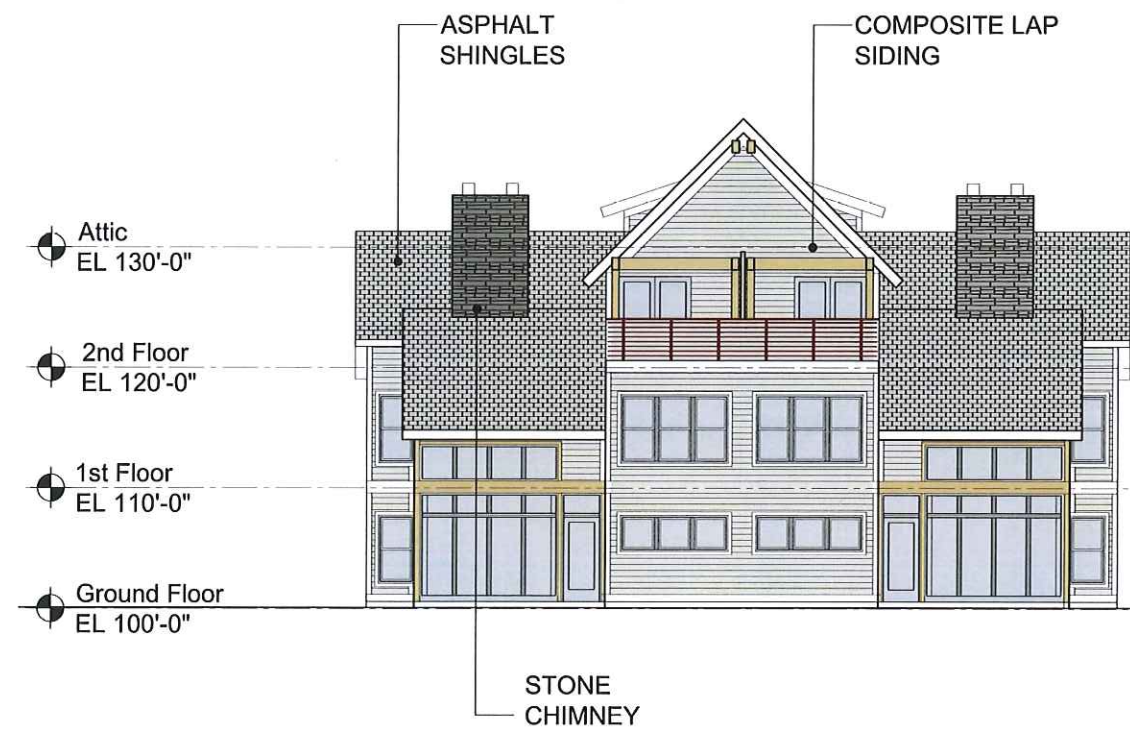 ASPHALT
SHINGLES
COMPOSITE LAP
SIDING
Attic
EL 130'-0"
2nd Floor
EL 120'-0"
1st Floor
EL 110'-0"
Ground Floor
EL 100'-0"
STONE
CHIMNEY